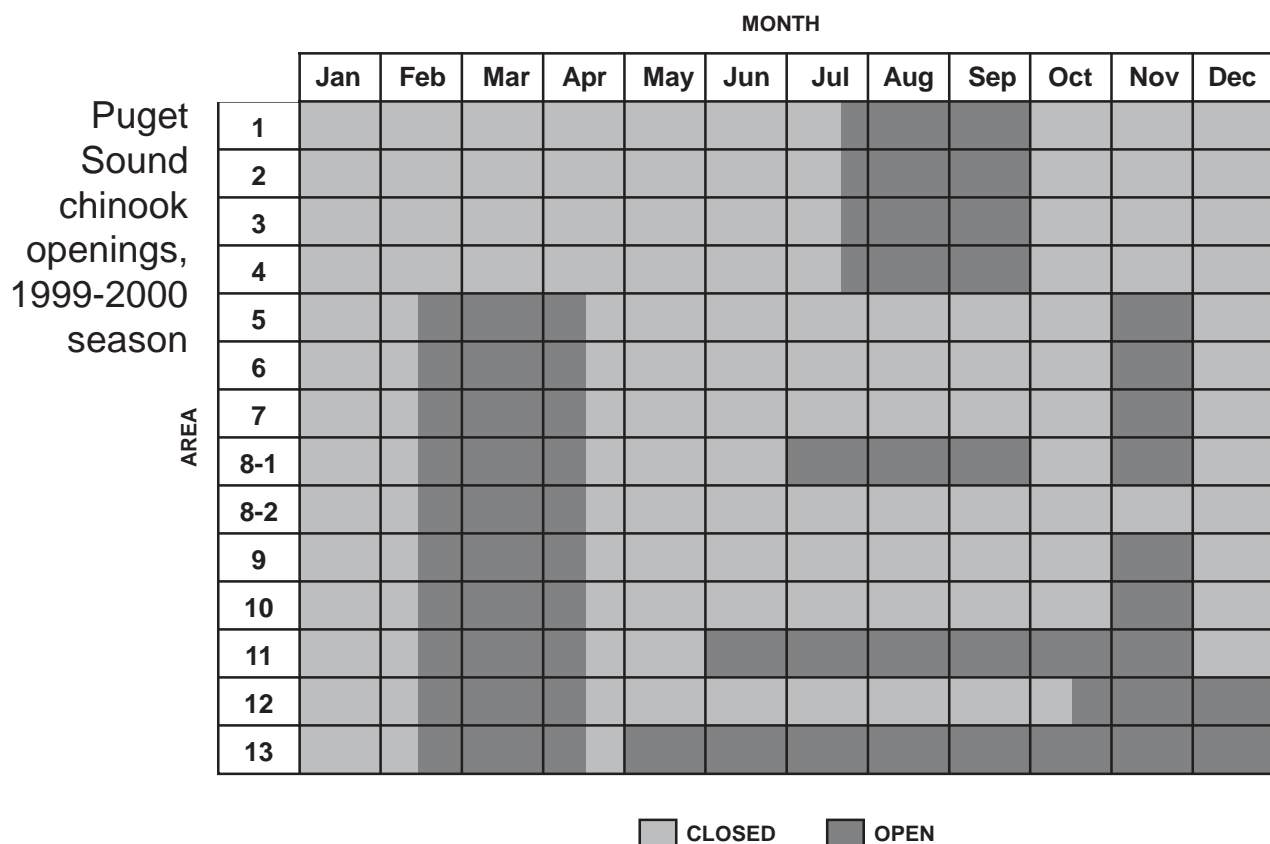 MONTH
Jan Feb Mar Apr May Jun Jul Aug Sep Oct Nov Dec
Puget
Sound
chinook
openings,
1999-2000
season
AREA
1
2
3
4
5
6
7
8-1
8-2
9
10
11
12
13
CLOSED OPEN